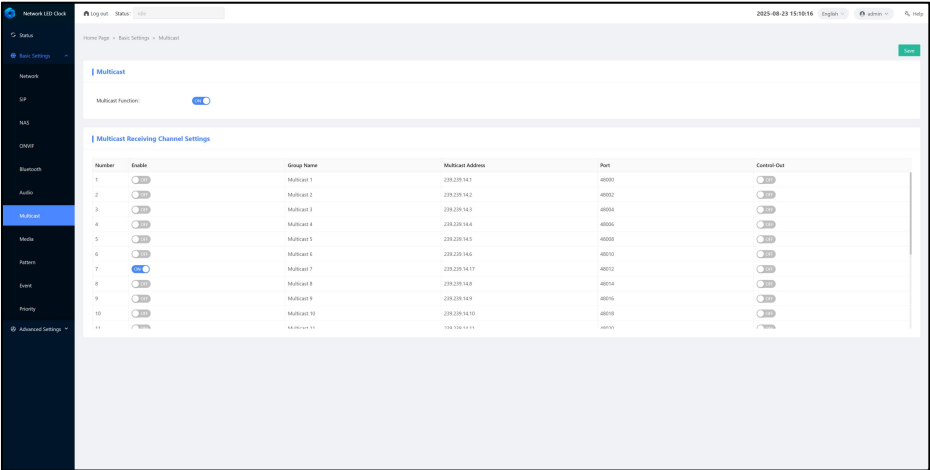 Network LED Clock
Log out Status: Idle 2025-08-23 15:10:16 English admin Help
Status
Home Page > Basic Settings > Multicast
Basic Settings
Save
Network
SIP
NAS
ONVIF
Bluetooth
Audio
Multicast
Media
Pattern
Event
Priority
Advanced Settings
Multicast
Multicast Function: ON
Multicast Receiving Channel Settings
Number Enable Group Name Multicast Address Port Control-Out
1 OFF Multicast 1 239.239.14.1 48000 OFF
2 OFF Multicast 2 239.239.14.2 48002 OFF
3 OFF Multicast 3 239.239.14.3 48004 OFF
4 OFF Multicast 4 239.239.14.4 48006 OFF
5 OFF Multicast 5 239.239.14.5 48008 OFF
6 OFF Multicast 6 239.239.14.6 48010 OFF
7 ON Multicast 7 239.239.14.17 48012 OFF
8 OFF Multicast 8 239.239.14.8 48014 OFF
9 OFF Multicast 9 239.239.14.9 48016 OFF
10 OFF Multicast 10 239.239.14.10 48018 OFF